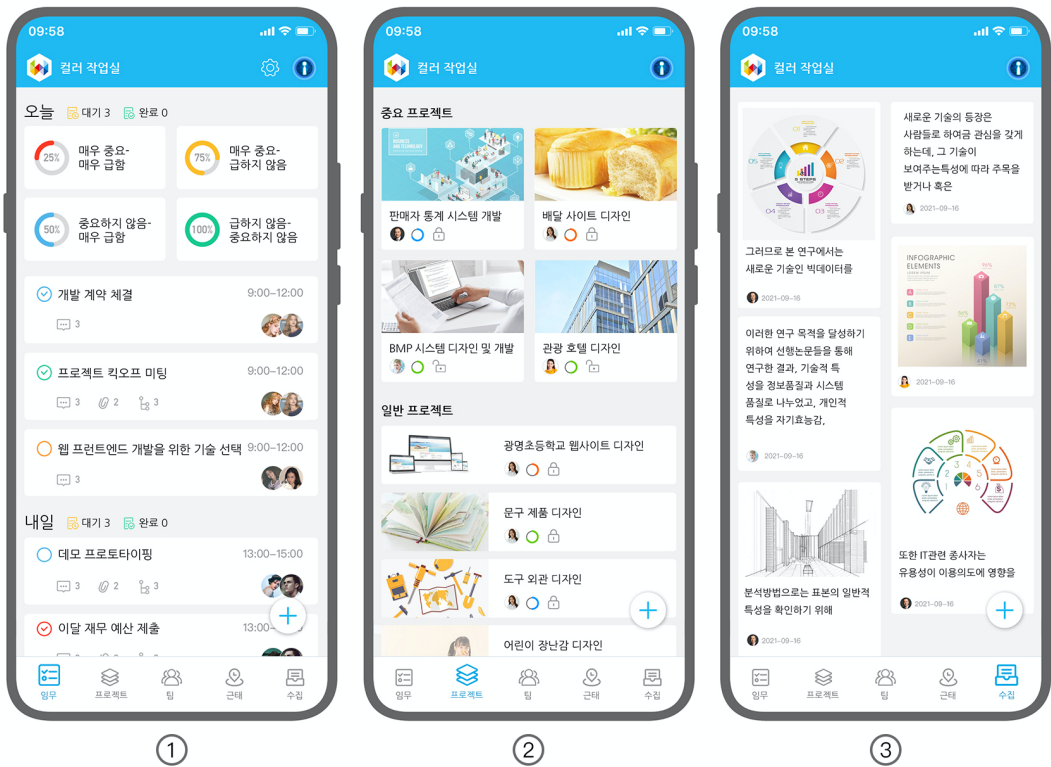 09:58
컬러 작업실
오늘 대기 3 완료 0
25% 매우 중요-
매우 급함
75% 매우 중요-
급하지 않음
50% 중요하지 않음-
매우 급함
100% 급하지 않음-
중요하지 않음
개발 계약 체결 9:00-12:00
3
프로젝트 킥오프 미팅 9:00-12:00
3 2 3
웹 프런트엔드 개발을 위한 기술 선택 9:00-12:00
3
내일 대기 3 완료 0
데모 프로토타이핑 13:00-15:00
3 2 3
이달 재무 예산 제출 13:00-
임무 프로젝트 팀 근태 수집
①
09:58
컬러 작업실
중요 프로젝트
BUSINESS
AND TECHNOLOGY
판매자 통계 시스템 개발
배달 사이트 디자인
BMP 시스템 디자인 및 개발
관광 호텔 디자인
일반 프로젝트
광명초등학교 웹사이트 디자인
문구 제품 디자인
도구 외관 디자인
어린이 장난감 디자인
임무 프로젝트 팀 근태 수집
②
09:58
컬러 작업실
01
02
03
04
05
5 STEPS
그러므로 본 연구에서는
새로운 기술인 빅데이터를
2021-09-16
이러한 연구 목적을 달성하기
위하여 선행논문들을 통해
연구한 결과, 기술적 특
성을 정보품질과 시스템
품질로 나누었고, 개인적
특성을 자기효능감,
2021-09-16
분석방법으로는 표본의 일반적
특성을 확인하기 위해
2021-09-16
새로운 기술의 등장은
사람들로 하여금 관심을 갖게
하는데, 그 기술이
보여주는특성에 따라 주목을
받거나 혹은
2021-09-16
INFOGRAPHIC
ELEMENTS
A
B
C
D
E
2021-09-16
1 2 3 4 5 6
또한 IT관련 종사자는
유용성이 이용의도에 영향을
2021-09-16
임무 프로젝트 팀 근태 수집
③